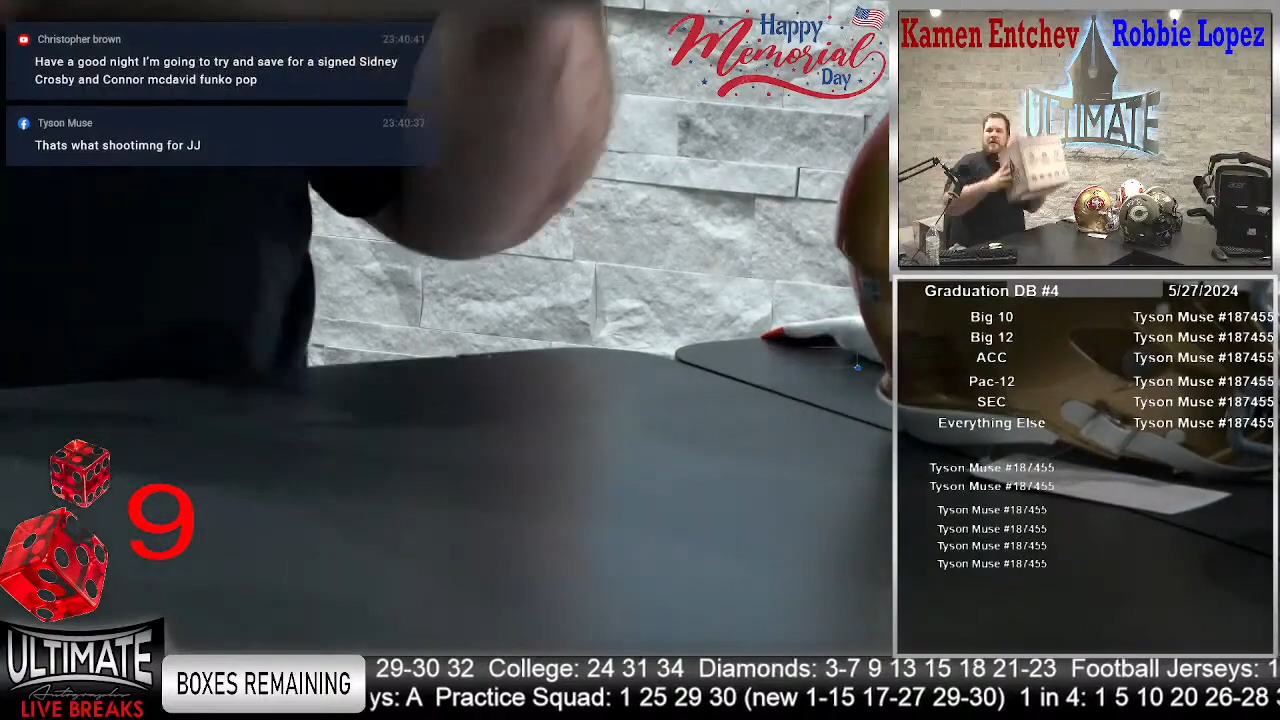 Christopher brown
23:40:41
Have a good night I'm going to try and save for a signed Sidney
Crosby and Connor mcdavid funko pop
Tyson Muse
23:40:37
Thats what shootimng for JJ
Happy
Memorial
Day
Kamen Entchev
Robbie Lopez
ULTIMATE
acer
Graduation DB #4 5/27/2024
Big 10 Tyson Muse #187455
Big 12 Tyson Muse #187455
ACC Tyson Muse #187455
Pac-12 Tyson Muse #187455
SEC Tyson Muse #187455
Everything Else Tyson Muse #187455
Tyson Muse #187455
Tyson Muse #187455
Tyson Muse #187455
Tyson Muse #187455
Tyson Muse #187455
Tyson Muse #187455
9
ULTIMATE
Autographs
LIVE BREAKS
BOXES REMAINING
29-30 32 College: 24 31 34 Diamonds: 3-7 9 13 15 18 21-23 Football Jerseys: 1
ys: A Practice Squad: 1 25 29 30 (new 1-15 17-27 29-30) 1 in 4: 1 5 10 20 26-28